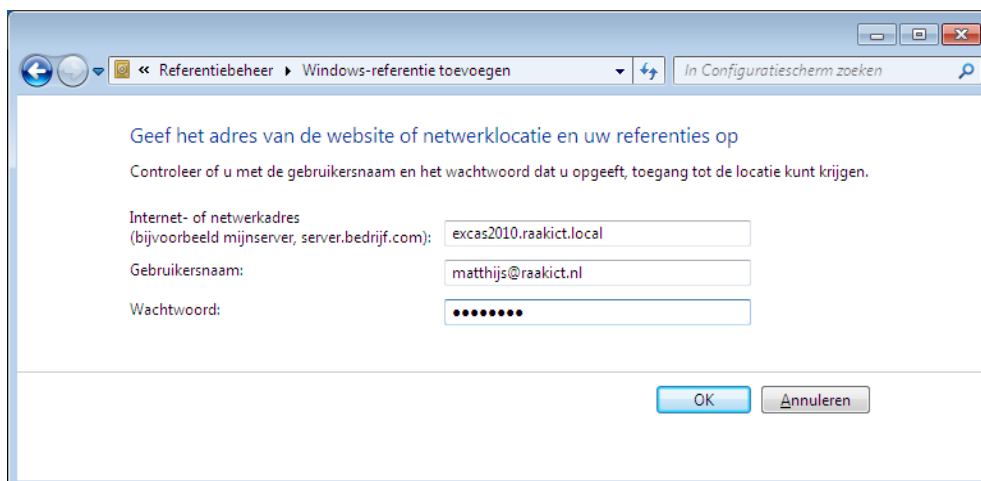 « Referentiebeheer ▸ Windows-referentie toevoegen
In Configuratiescherm zoeken
Geef het adres van de website of netwerklocatie en uw referenties op
Controleer of u met de gebruikersnaam en het wachtwoord dat u opgeeft, toegang tot de locatie kunt krijgen.
Internet- of netwerkadres
(bijvoorbeeld mijnserver, server.bedrijf.com):
excas2010.raakict.local
Gebruikersnaam:
matthijs@raakict.nl
Wachtwoord:
••••••••
OK
Annuleren